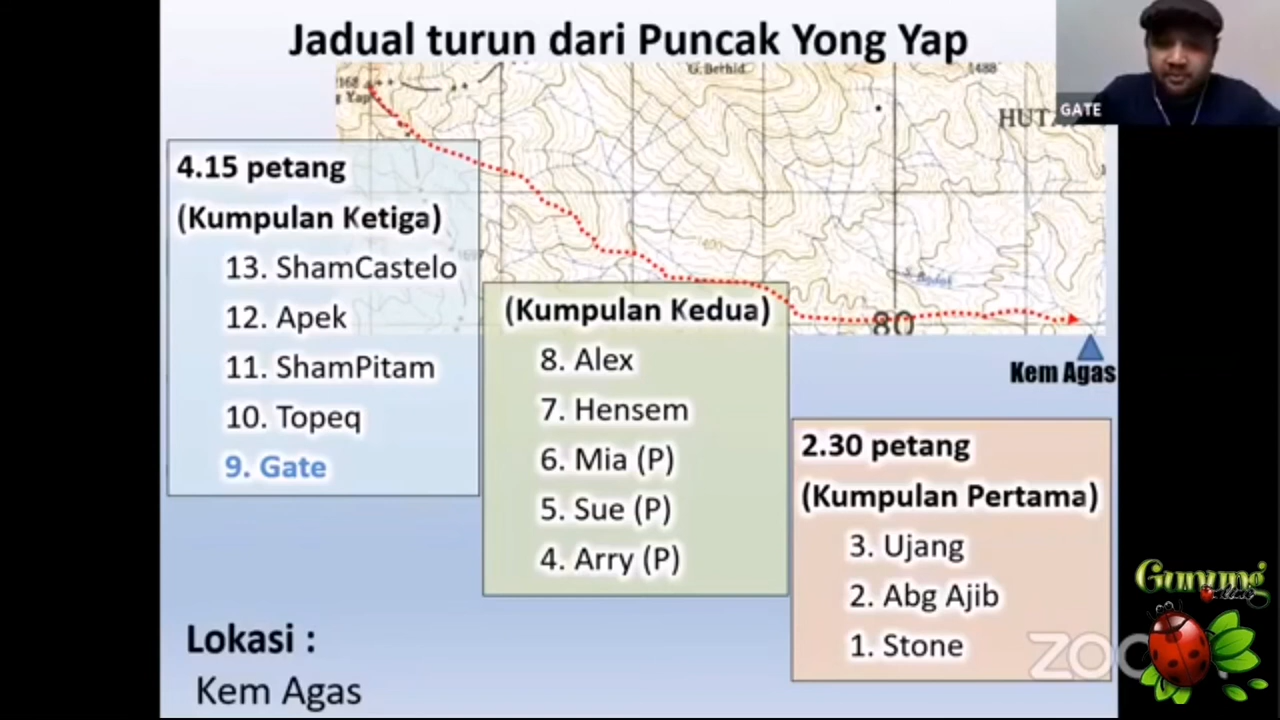 Jadual turun dari Puncak Yong Yap
G. Berhid
1488
168
g Yap
HUTA
GATE
4.15 petang
(Kumpulan Ketiga)
13. ShamCastelo
12. Apek
11. ShamPitam
10. Topeq
9. Gate
(Kumpulan Kedua)
8. Alex
7. Hensem
6. Mia (P)
5. Sue (P)
4. Arry (P)
80
Kem Agas
2.30 petang
(Kumpulan Pertama)
3. Ujang
2. Abg Ajib
1. Stone
Lokasi :
Kem Agas
Gunung